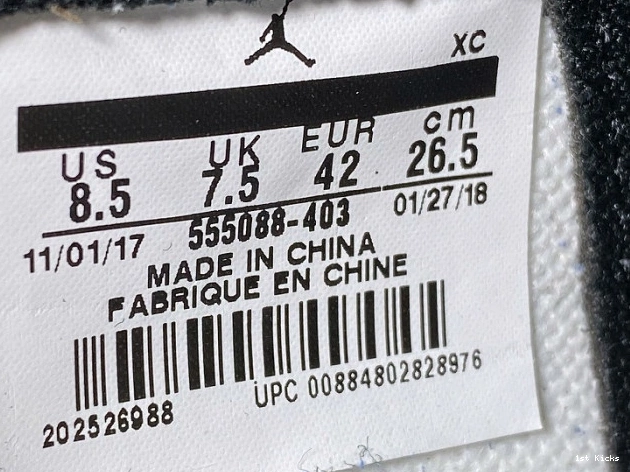 XC
US UK EUR cm
8.5 7.5 42 26.5
11/01/17 555088-403 01/27/18
MADE IN CHINA
FABRIQUE EN CHINE
202526988 UPC 00884802828976
1st Kicks